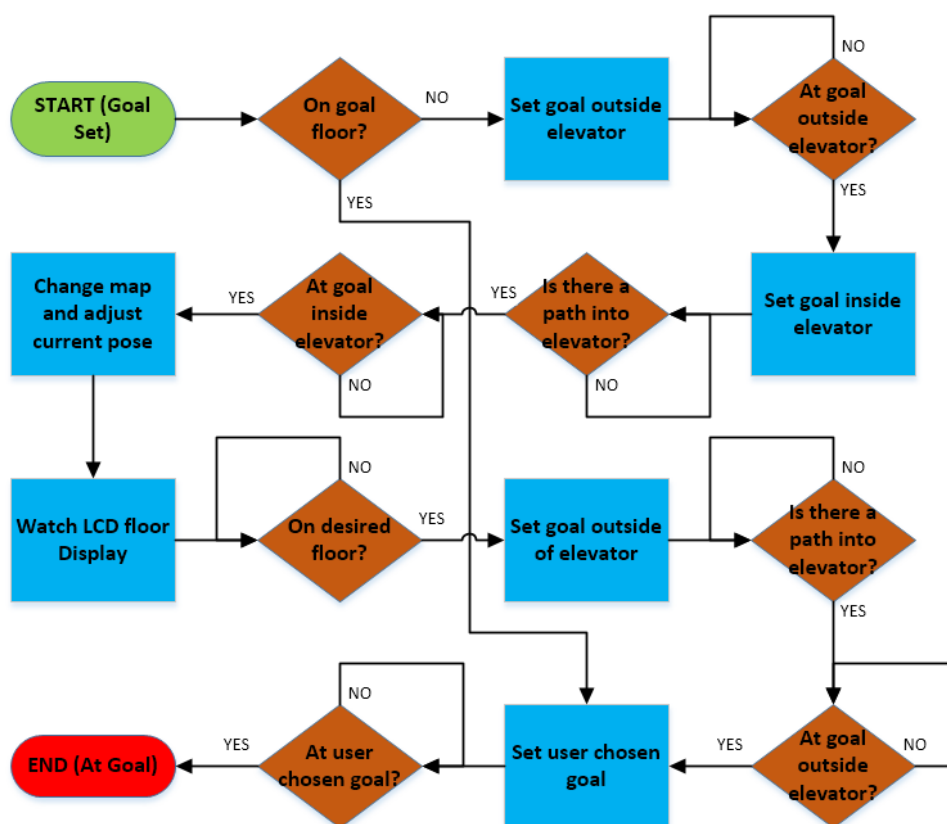 START (Goal
Set)
On goal
floor?
NO
Set goal outside
elevator
NO
At goal
outside
elevator?
YES
YES
Change map
and adjust
current pose
YES
At goal
inside
elevator?
NO
YES
Is there a
path into
elevator?
NO
Set goal inside
elevator
Watch LCD floor
Display
NO
On desired
floor?
YES
Set goal outside
of elevator
NO
Is there a
path into
elevator?
YES
END (At Goal)
YES
NO
At user
chosen goal?
Set user chosen
goal
YES
At goal
outside
elevator?
NO